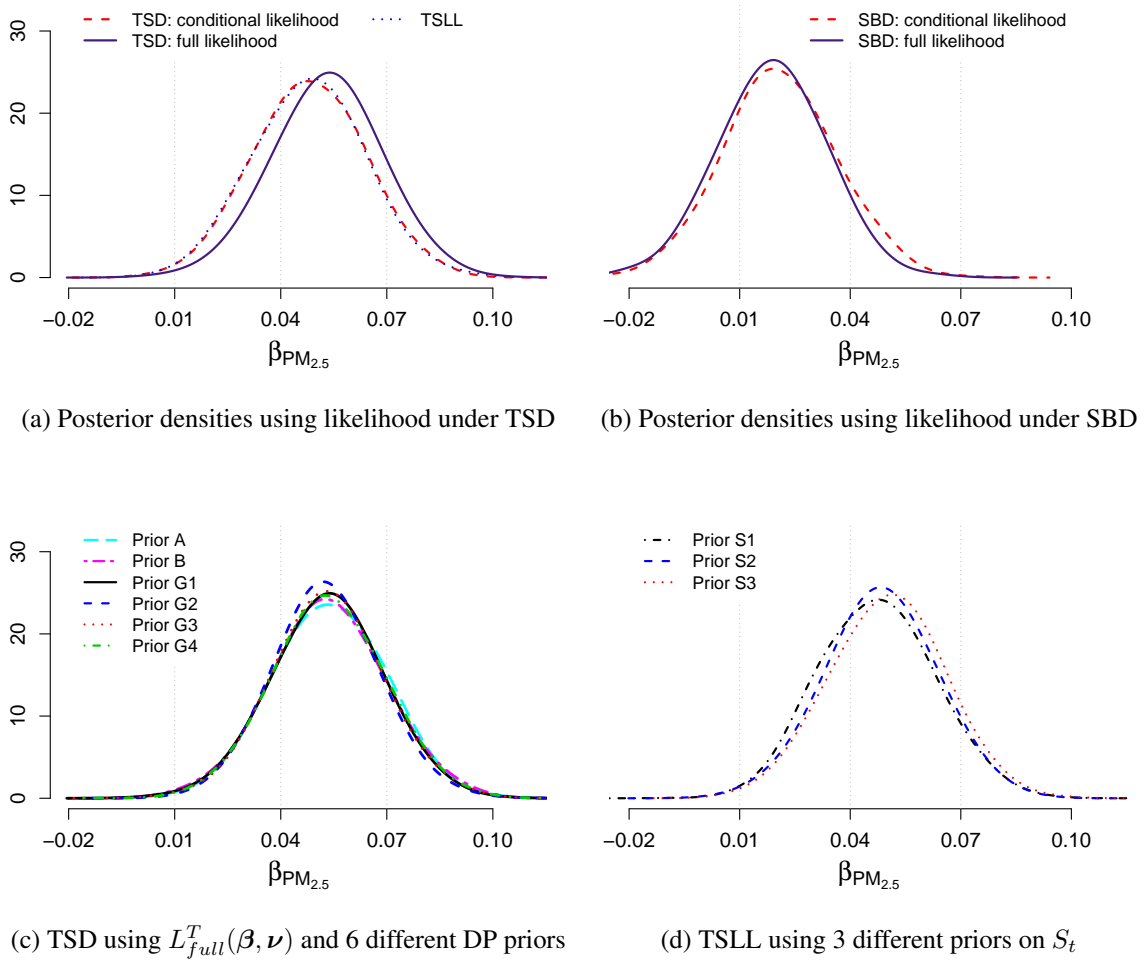 TSD: conditional likelihood
TSD: full likelihood
TSLL
30
20
10
0
−0.02 0.01 0.04 0.07 0.10
βPM2.5
(a) Posterior densities using likelihood under TSD
SBD: conditional likelihood
SBD: full likelihood
−0.02 0.01 0.04 0.07 0.10
βPM2.5
(b) Posterior densities using likelihood under SBD
Prior A
Prior B
Prior G1
Prior G2
Prior G3
Prior G4
30
20
10
0
−0.02 0.01 0.04 0.07 0.10
βPM2.5
(c) TSD using L^T_full(β, ν) and 6 different DP priors
Prior S1
Prior S2
Prior S3
−0.02 0.01 0.04 0.07 0.10
βPM2.5
(d) TSLL using 3 different priors on S_t